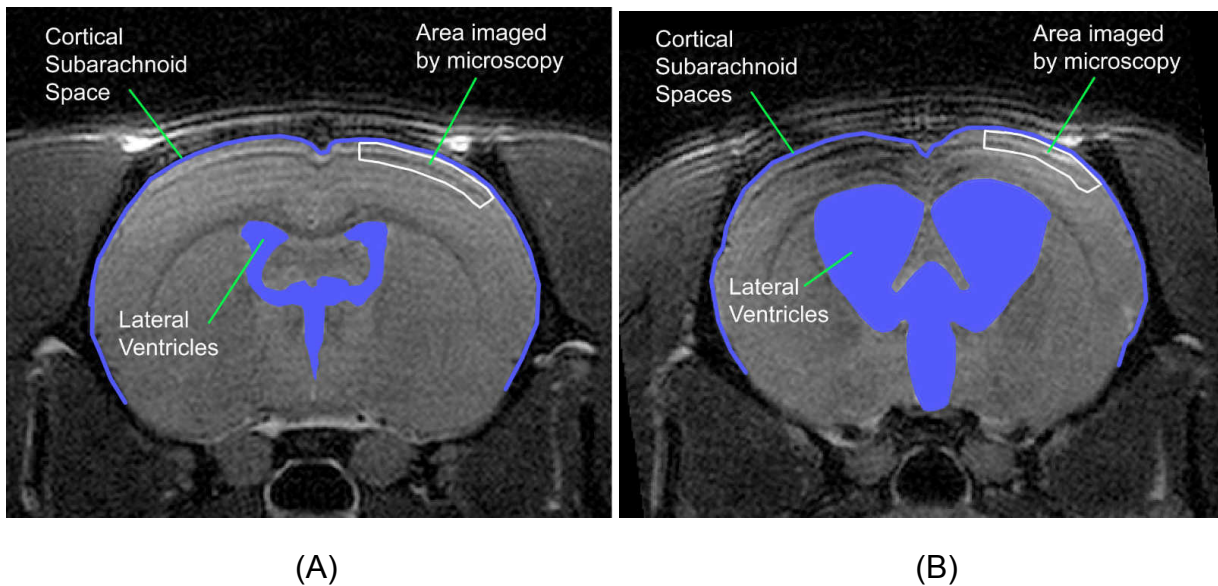 Cortical
Subarachnoid
Space
Area imaged
by microscopy
Lateral
Ventricles
Cortical
Subarachnoid
Spaces
Area imaged
by microscopy
Lateral
Ventricles
(A)
(B)